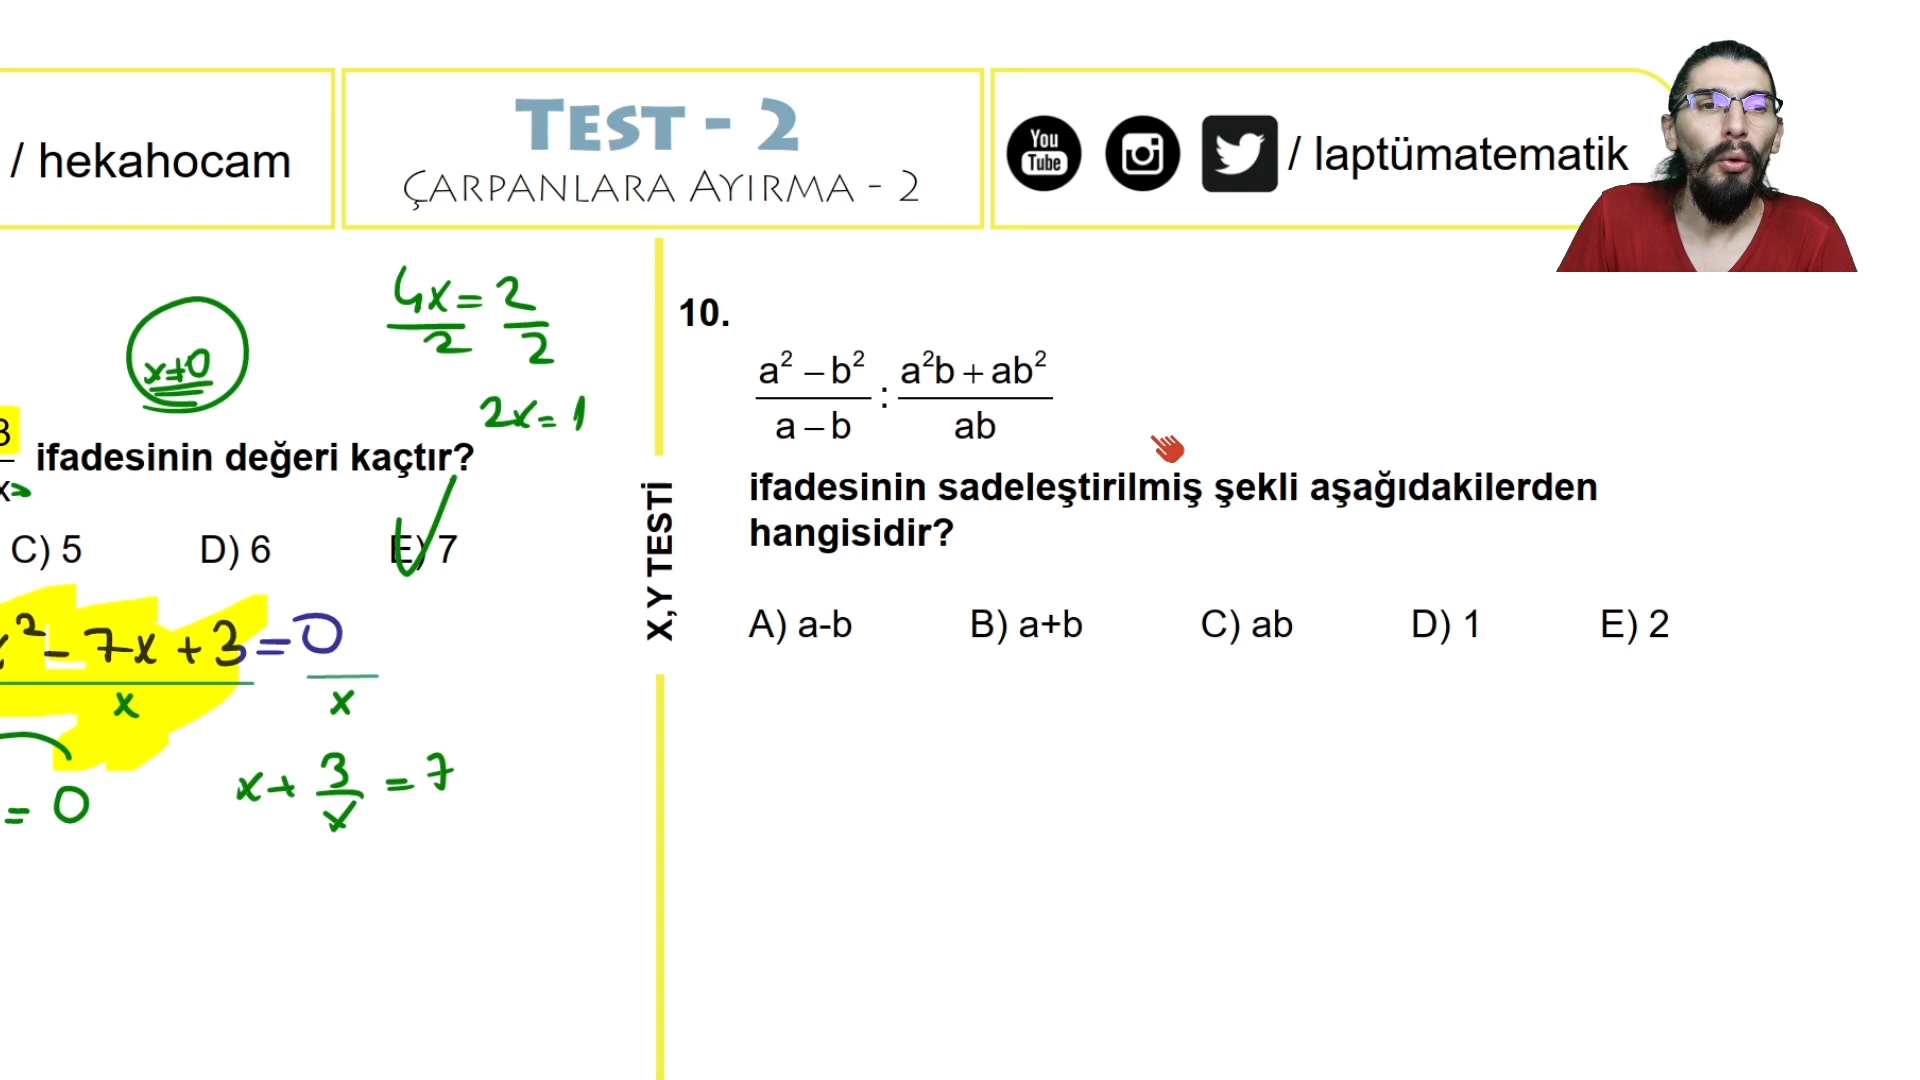 / hekahocam
TEST - 2
ÇARPANLARA AYIRMA - 2
You
Tube
/ laptümatematik
x≠0
4x = 2
2 2
2x = 1
3
x
ifadesinin değeri kaçtır?
C) 5 D) 6 E) 7
² - 7x + 3 = 0
x x
= 0
x + 3/x = 7
X,Y TESTİ
10.
a² – b² : a²b + ab²
a – b ab
ifadesinin sadeleştirilmiş şekli aşağıdakilerden
hangisidir?
A) a-b B) a+b C) ab D) 1 E) 2